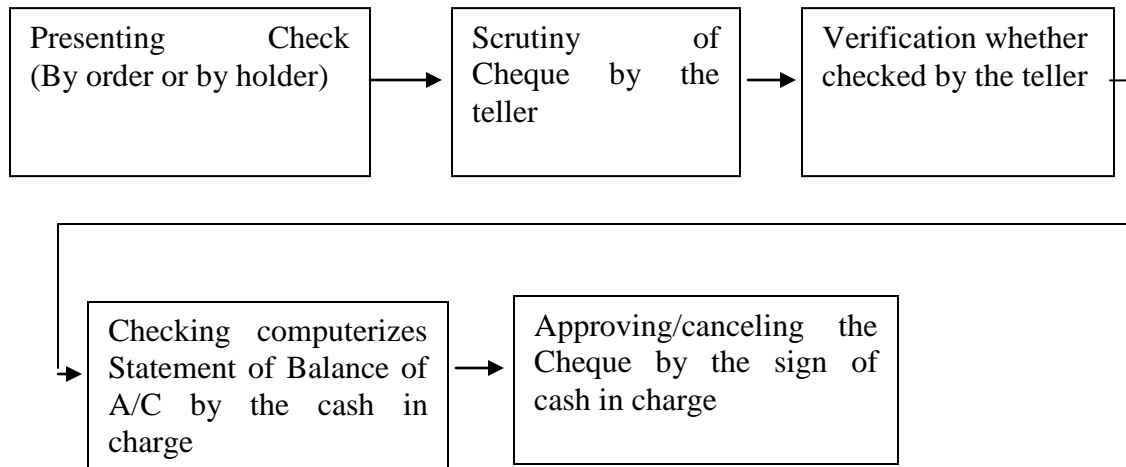 Presenting Check
(By order or by holder)
Scrutiny of
Cheque by the
teller
Verification whether
checked by the teller
Checking computerizes
Statement of Balance of
A/C by the cash in
charge
Approving/canceling the
Cheque by the sign of
cash in charge